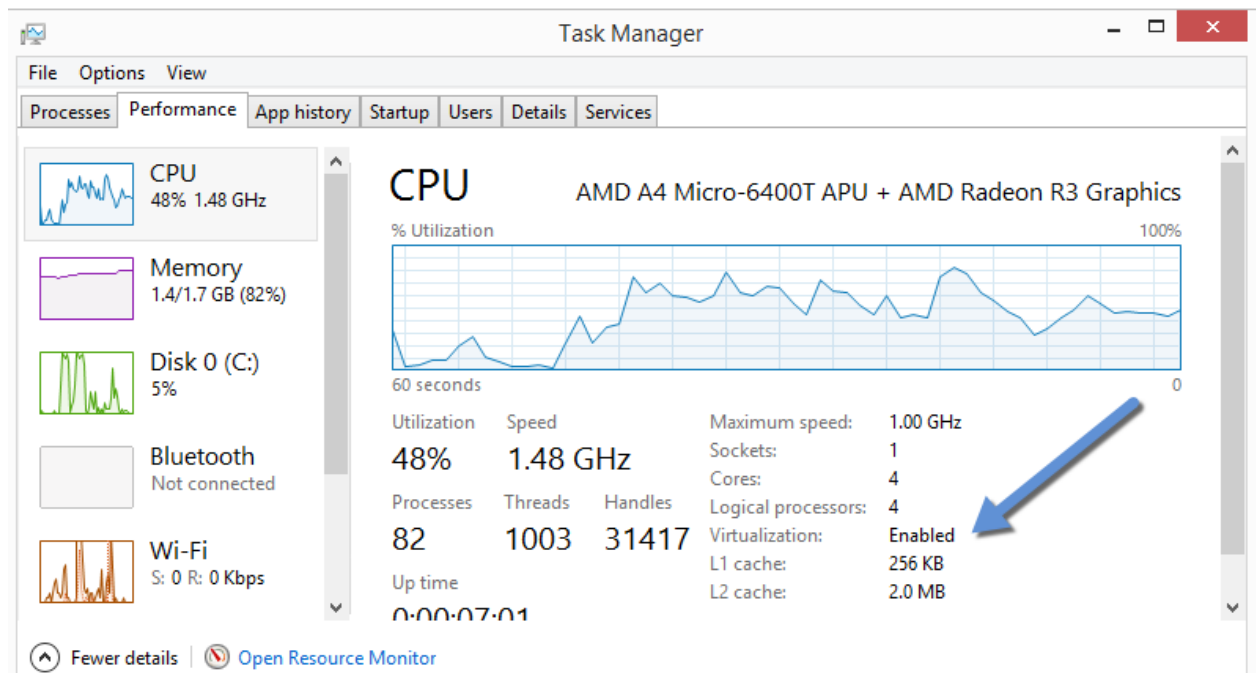 Task Manager
File Options View
Processes Performance App history Startup Users Details Services
CPU
48% 1.48 GHz
Memory
1.4/1.7 GB (82%)
Disk 0 (C:)
5%
Bluetooth
Not connected
Wi-Fi
S: 0 R: 0 Kbps
CPU AMD A4 Micro-6400T APU + AMD Radeon R3 Graphics
% Utilization 100%
60 seconds 0
Utilization Speed
48% 1.48 GHz
Processes Threads Handles
82 1003 31417
Up time
0:00:07:01
Maximum speed: 1.00 GHz
Sockets: 1
Cores: 4
Logical processors: 4
Virtualization: Enabled
L1 cache: 256 KB
L2 cache: 2.0 MB
Fewer details Open Resource Monitor